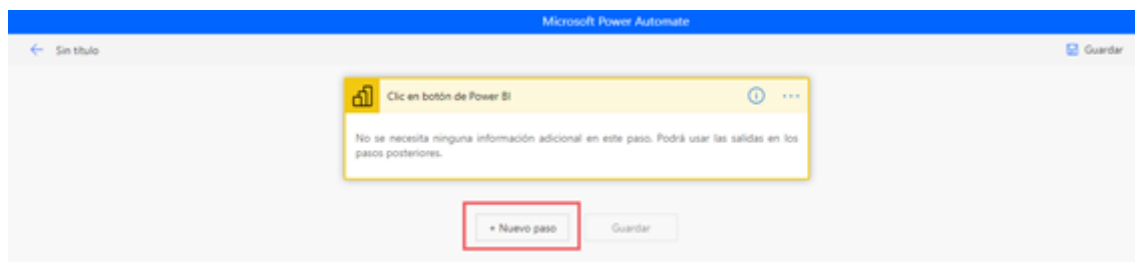 Microsoft Power Automate
Sin título
Guardar
Clic en botón de Power BI
No se necesita ninguna información adicional en este paso. Podrá usar las salidas en los
pasos posteriores.
+ Nuevo paso
Guardar